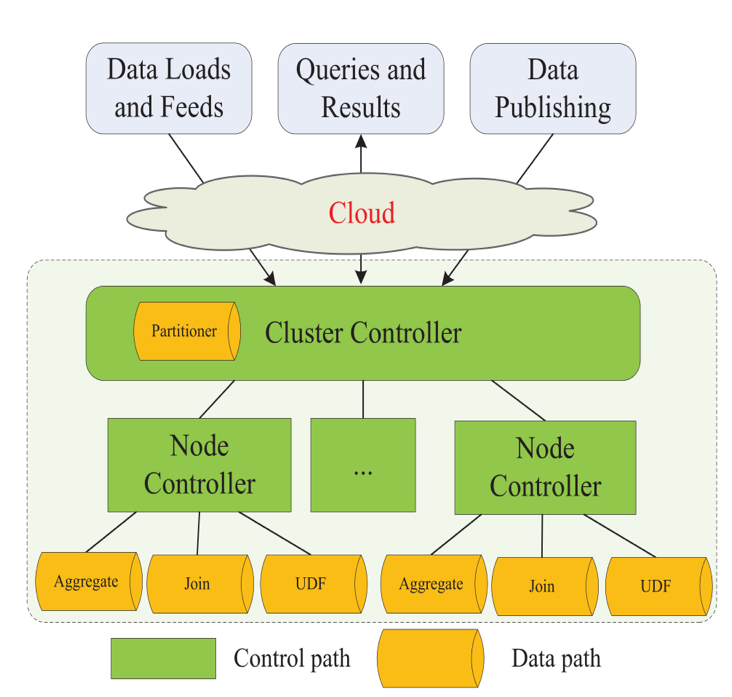 Data Loads
and Feeds
Queries and
Results
Data
Publishing
Cloud
Partitioner
Cluster Controller
Node
Controller
...
Node
Controller
Aggregate
Join
UDF
Aggregate
Join
UDF
Control path
Data path